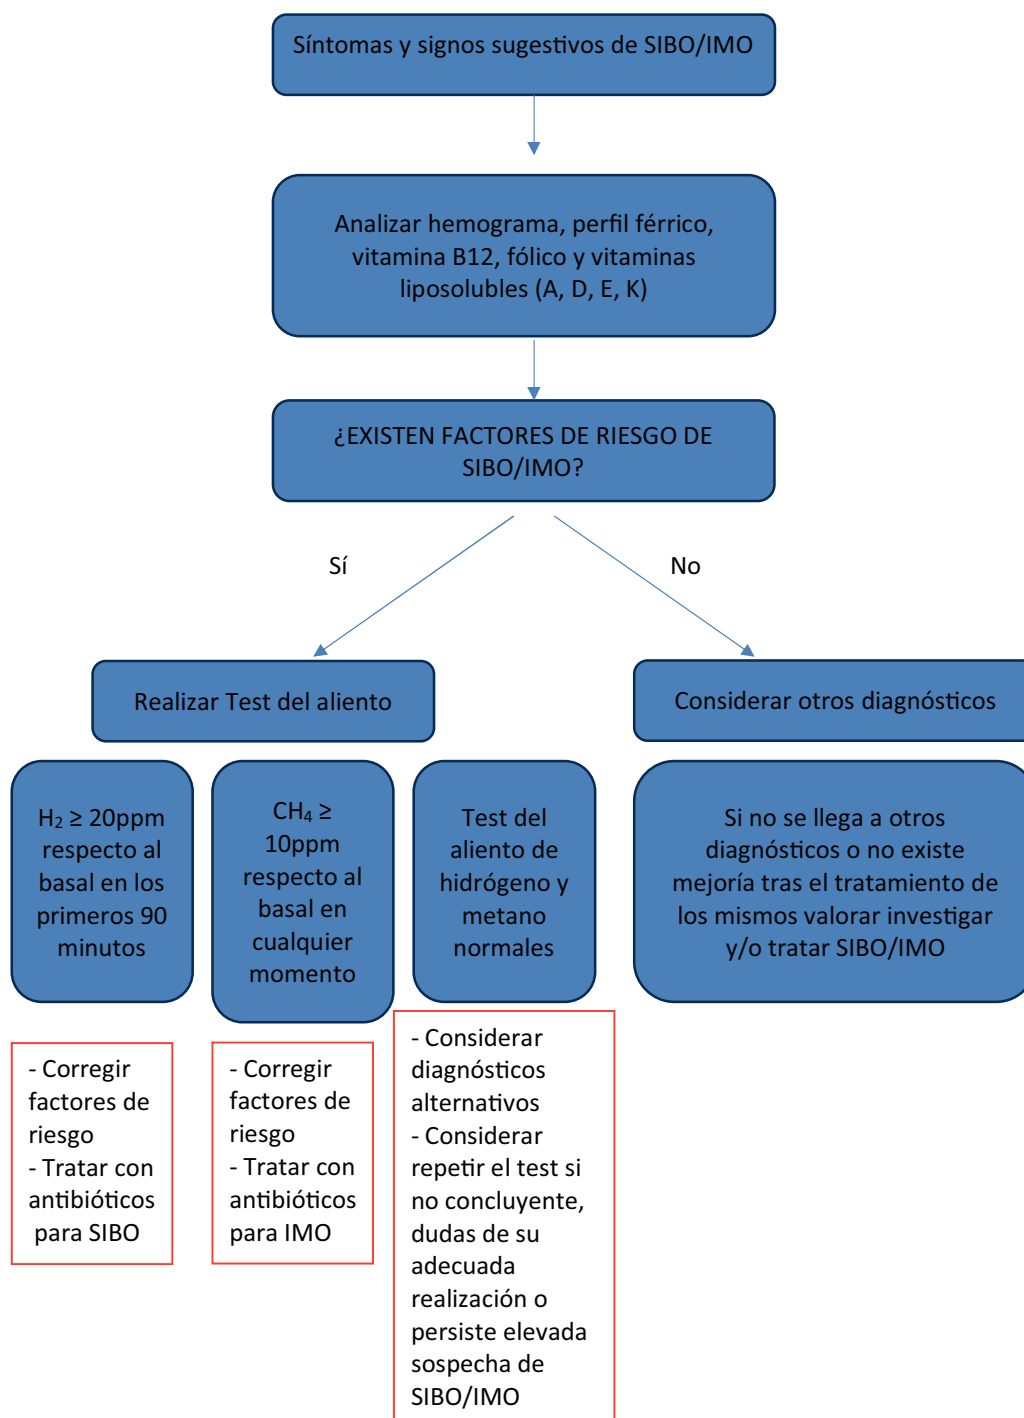 Síntomas y signos sugestivos de SIBO/IMO
Analizar hemograma, perfil férrico,
vitamina B12, fólico y vitaminas
liposolubles (A, D, E, K)
¿EXISTEN FACTORES DE RIESGO DE
SIBO/IMO?
Sí
No
Realizar Test del aliento
Considerar otros diagnósticos
H₂ ≥ 20ppm
respecto al
basal en los
primeros 90
minutos
CH₄ ≥
10ppm
respecto al
basal en
cualquier
momento
Test del
aliento de
hidrógeno y
metano
normales
Si no se llega a otros
diagnósticos o no existe
mejoría tras el tratamiento de
los mismos valorar investigar
y/o tratar SIBO/IMO
- Corregir
factores de
riesgo
- Tratar con
antibióticos
para SIBO
- Corregir
factores de
riesgo
- Tratar con
antibióticos
para IMO
- Considerar
diagnósticos
alternativos
- Considerar
repetir el test si
no concluyente,
dudas de su
adecuada
realización o
persiste elevada
sospecha de
SIBO/IMO